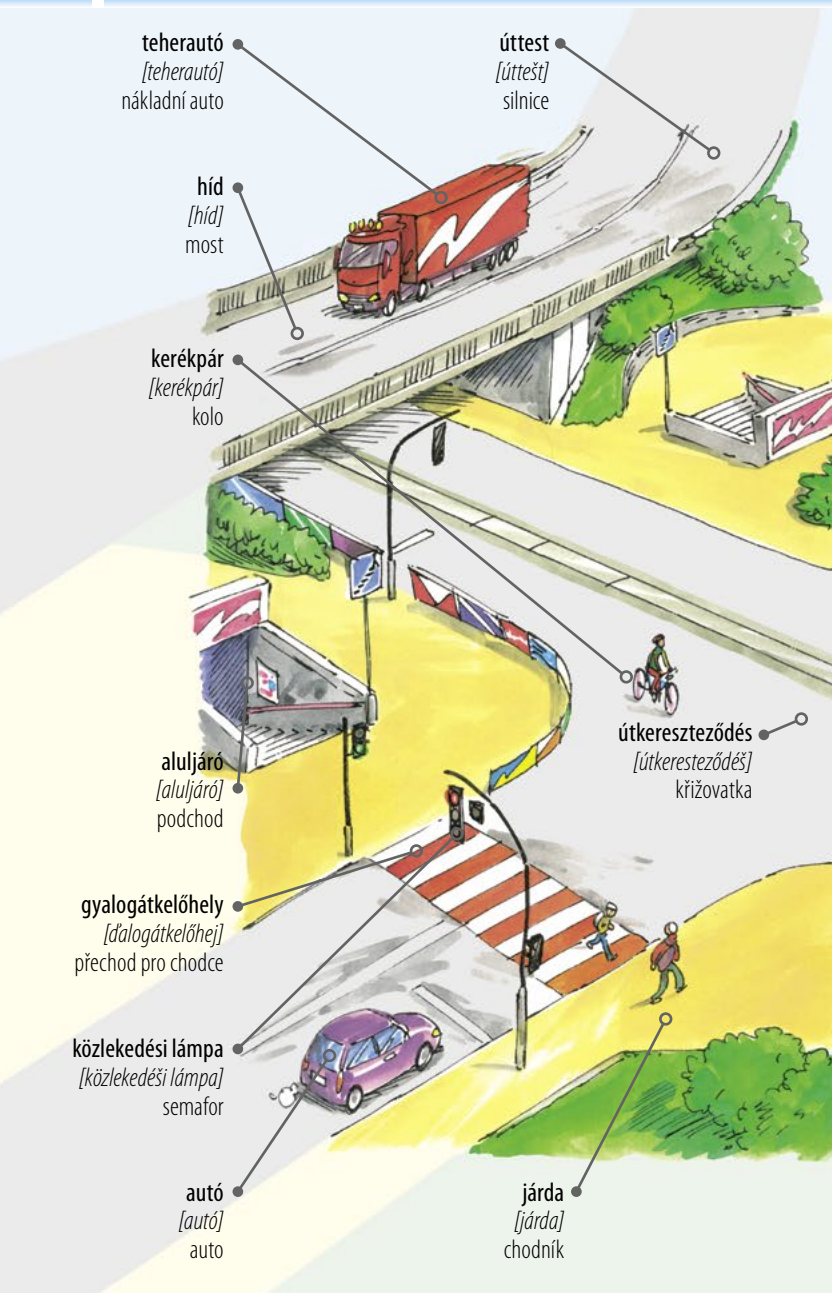 teherautó
[teherautó]
nákladní auto
úttest
[úttešt]
silnice
híd
[híd]
most
kerékpár
[kerékpár]
kolo
útkereszteződés
[útkeresteződéš]
křižovatka
aluljáró
[aluljáró]
podchod
gyalogátkelőhely
[ďalogátkelőhej]
přechod pro chodce
közlekedési lámpa
[közlekedéši lámpa]
semafor
autó
[autó]
auto
járda
[járda]
chodník